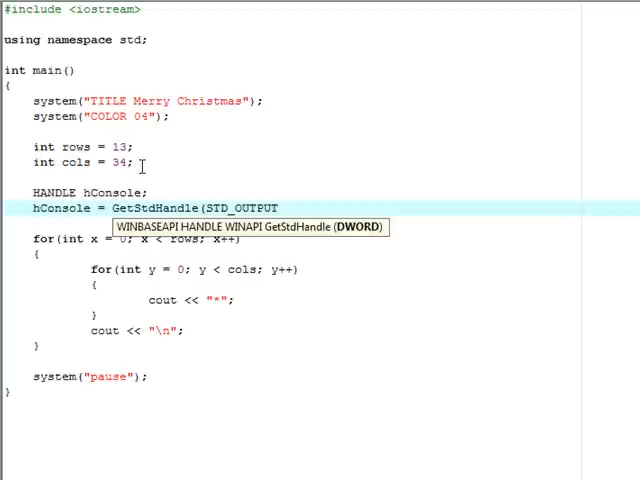 #include <iostream>
using namespace std;
int main()
{
system("TITLE Merry Christmas");
system("COLOR 04");
int rows = 13;
int cols = 34;
HANDLE hConsole;
hConsole = GetStdHandle(STD_OUTPUT
WINBASEAPI HANDLE WINAPI GetStdHandle (DWORD)
for(int x = 0; x < rows; x++)
{
for(int y = 0; y < cols; y++)
{
cout << "*";
}
cout << "\n";
}
system("pause");
}